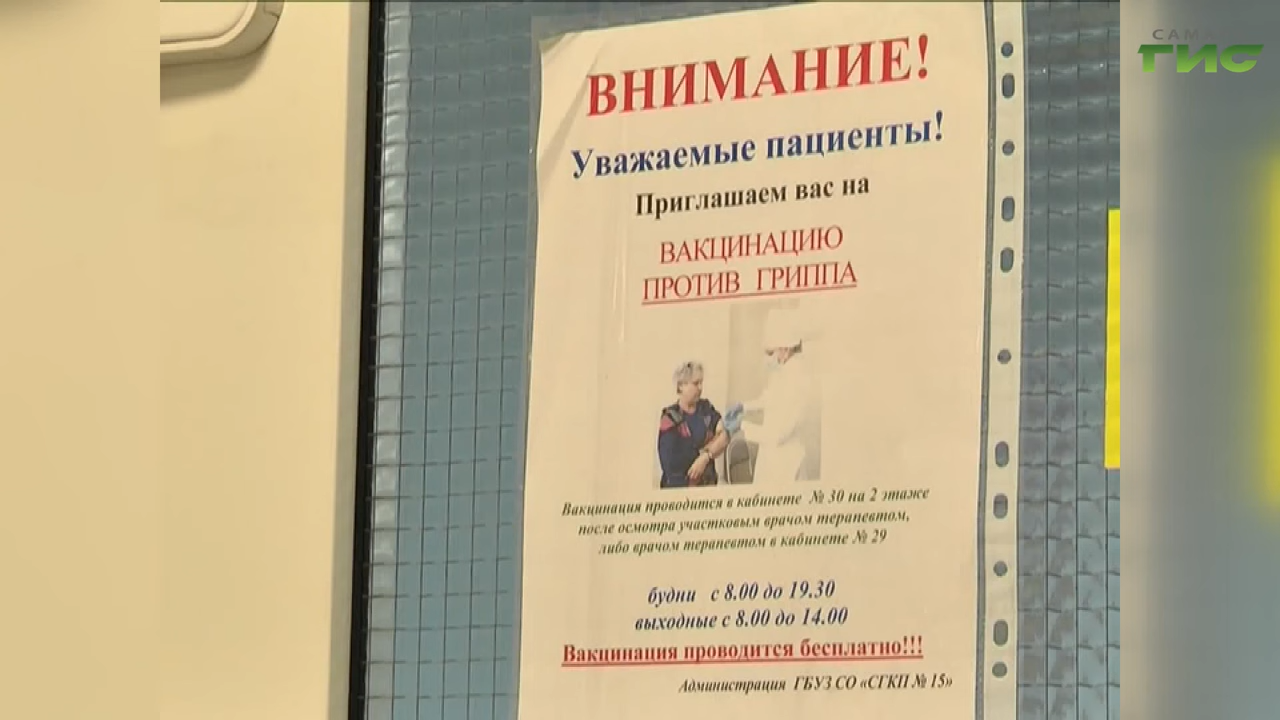 ВНИМАНИЕ!
Уважаемые пациенты!
Приглашаем вас на
ВАКЦИНАЦИЮ
ПРОТИВ ГРИППА
Вакцинация проводится в кабинете № 30 на 2 этаже
после осмотра участковым врачом терапевтом,
либо врачом терапевтом в кабинете № 29
будни с 8.00 до 19.30
выходные с 8.00 до 14.00
Вакцинация проводится бесплатно!!!
Администрация ГБУЗ СО «СГКП № 15»
ГИС